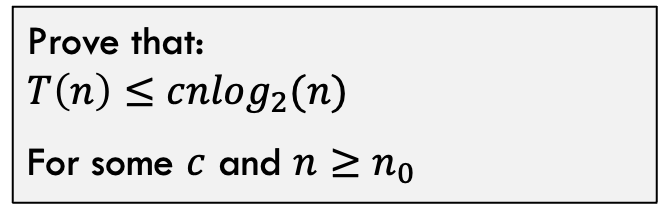 Prove that:
T(n) ≤ cnlog₂(n)
For some c and n ≥ n₀